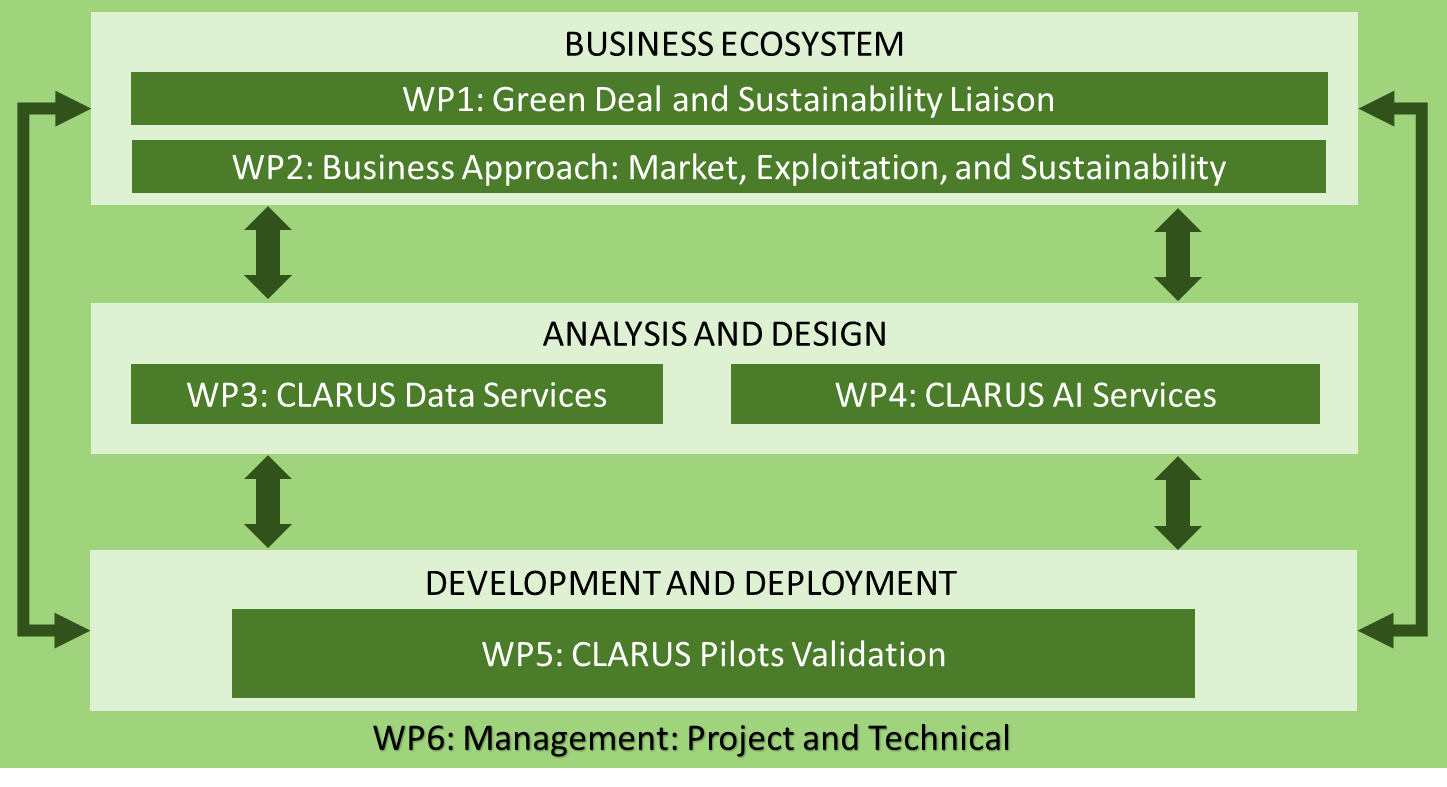 BUSINESS ECOSYSTEM
WP1: Green Deal and Sustainability Liaison
WP2: Business Approach: Market, Exploitation, and Sustainability
ANALYSIS AND DESIGN
WP3: CLARUS Data Services
WP4: CLARUS AI Services
DEVELOPMENT AND DEPLOYMENT
WP5: CLARUS Pilots Validation
WP6: Management: Project and Technical